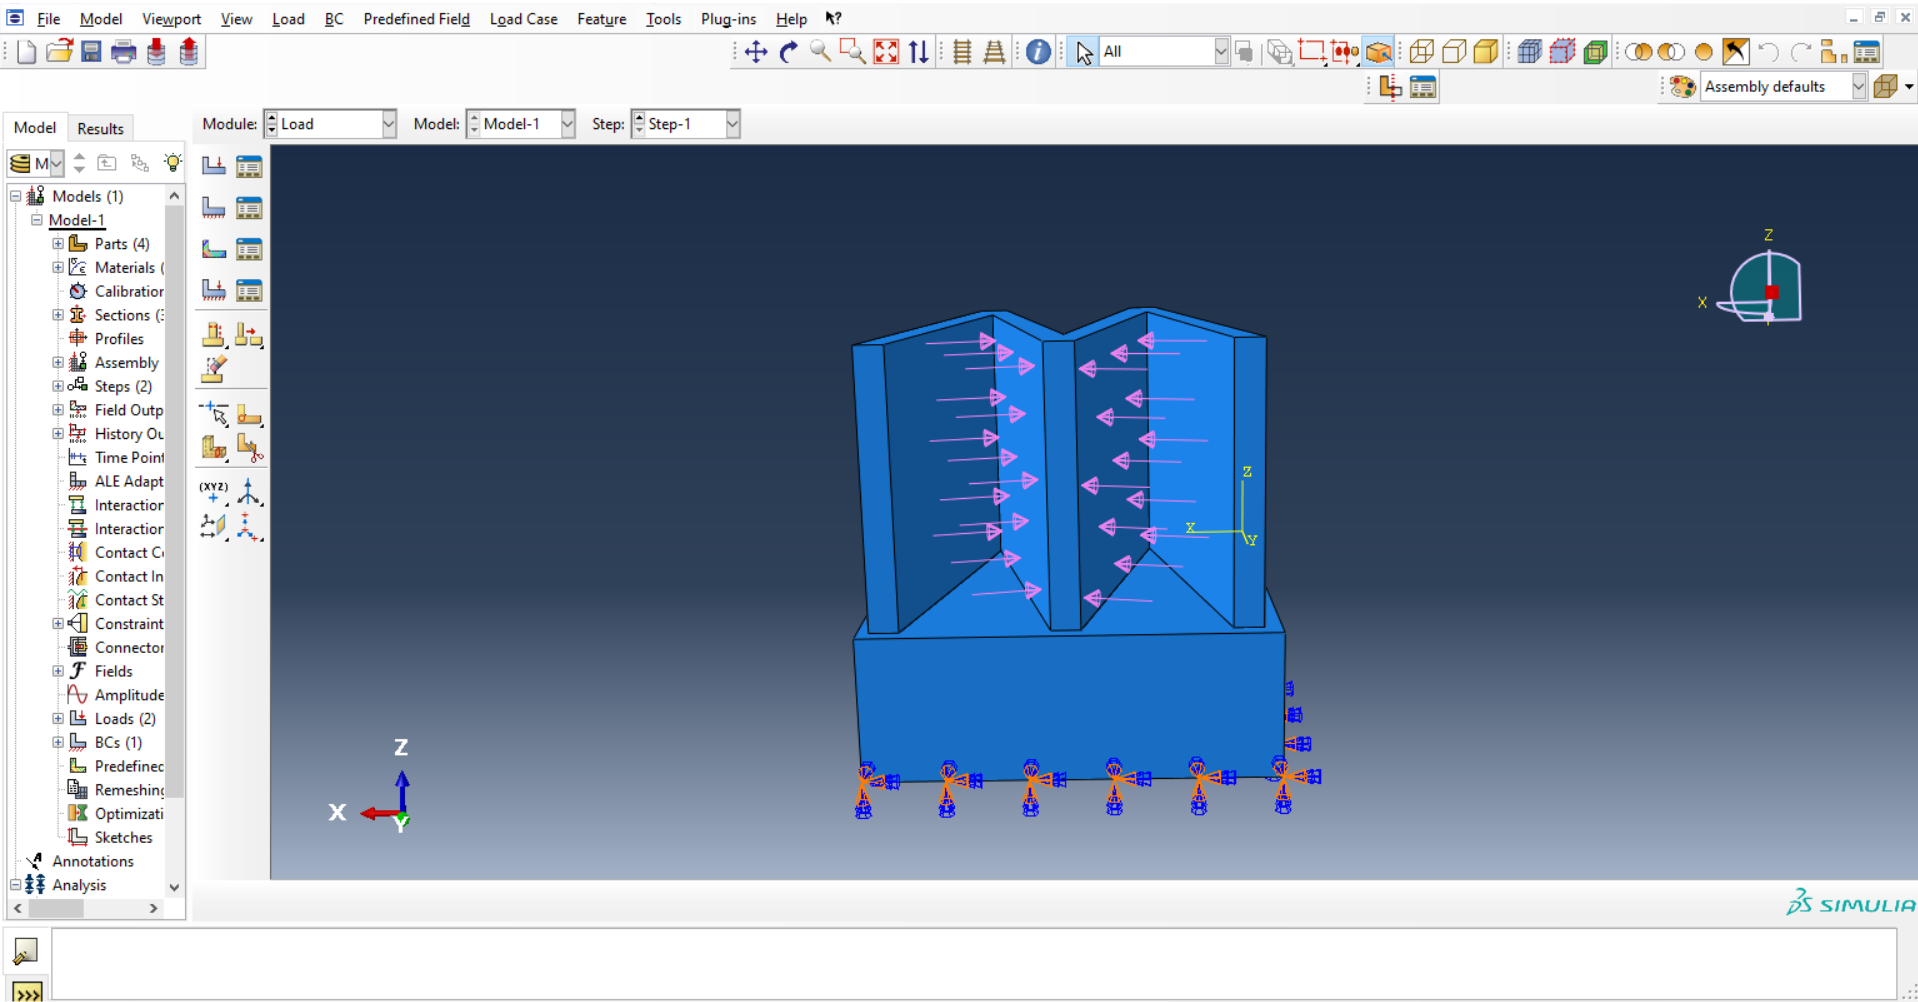 File Model Viewport View Load BC Predefined Field Load Case Feature Tools Plug-ins Help
All
Assembly defaults
Model Results
Module: Load Model: Model-1 Step: Step-1
M
Models (1)
Model-1
Parts (4)
Materials (
Calibration
Sections (3
Profiles
Assembly
Steps (2)
Field Outp
History Ou
Time Point
ALE Adapt
Interaction
Interaction
Contact Co
Contact In
Contact St
Constraint
Connector
Fields
Amplitude
Loads (2)
BCs (1)
Predefined
Remeshing
Optimizati
Sketches
Annotations
Analysis
(XYZ)
Z
X
Z
X
Y
Z
X
Y
SIMULIA
>>>